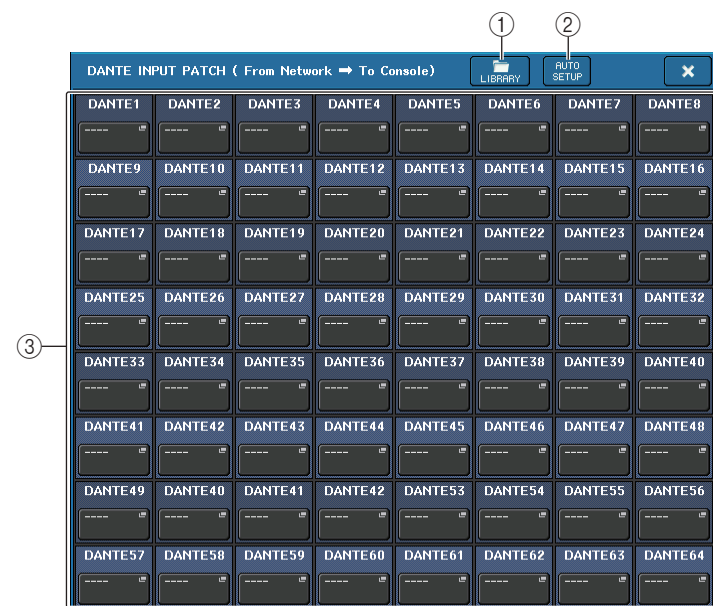 ① ②
DANTE INPUT PATCH ( From Network ➡ To Console) LIBRARY AUTO SETUP ×
DANTE1 DANTE2 DANTE3 DANTE4 DANTE5 DANTE6 DANTE7 DANTE8
---- ---- ---- ---- ---- ---- ---- ----
DANTE9 DANTE10 DANTE11 DANTE12 DANTE13 DANTE14 DANTE15 DANTE16
---- ---- ---- ---- ---- ---- ---- ----
DANTE17 DANTE18 DANTE19 DANTE20 DANTE21 DANTE22 DANTE23 DANTE24
---- ---- ---- ---- ---- ---- ---- ----
DANTE25 DANTE26 DANTE27 DANTE28 DANTE29 DANTE30 DANTE31 DANTE32
---- ---- ---- ---- ---- ---- ---- ----
③
DANTE33 DANTE34 DANTE35 DANTE36 DANTE37 DANTE38 DANTE39 DANTE40
---- ---- ---- ---- ---- ---- ---- ----
DANTE41 DANTE42 DANTE43 DANTE44 DANTE45 DANTE46 DANTE47 DANTE48
---- ---- ---- ---- ---- ---- ---- ----
DANTE49 DANTE40 DANTE41 DANTE42 DANTE53 DANTE54 DANTE55 DANTE56
---- ---- ---- ---- ---- ---- ---- ----
DANTE57 DANTE58 DANTE59 DANTE60 DANTE61 DANTE62 DANTE63 DANTE64
---- ---- ---- ---- ---- ---- ---- ----